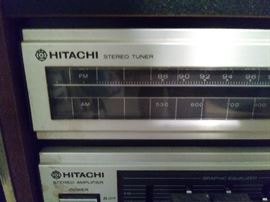 HITACHI STEREO TUNER
FM 88 90 92 94 96
AM 530 600 700
HITACHI
STEREO AMPLIFIER GRAPHIC EQUALIZER
POWER